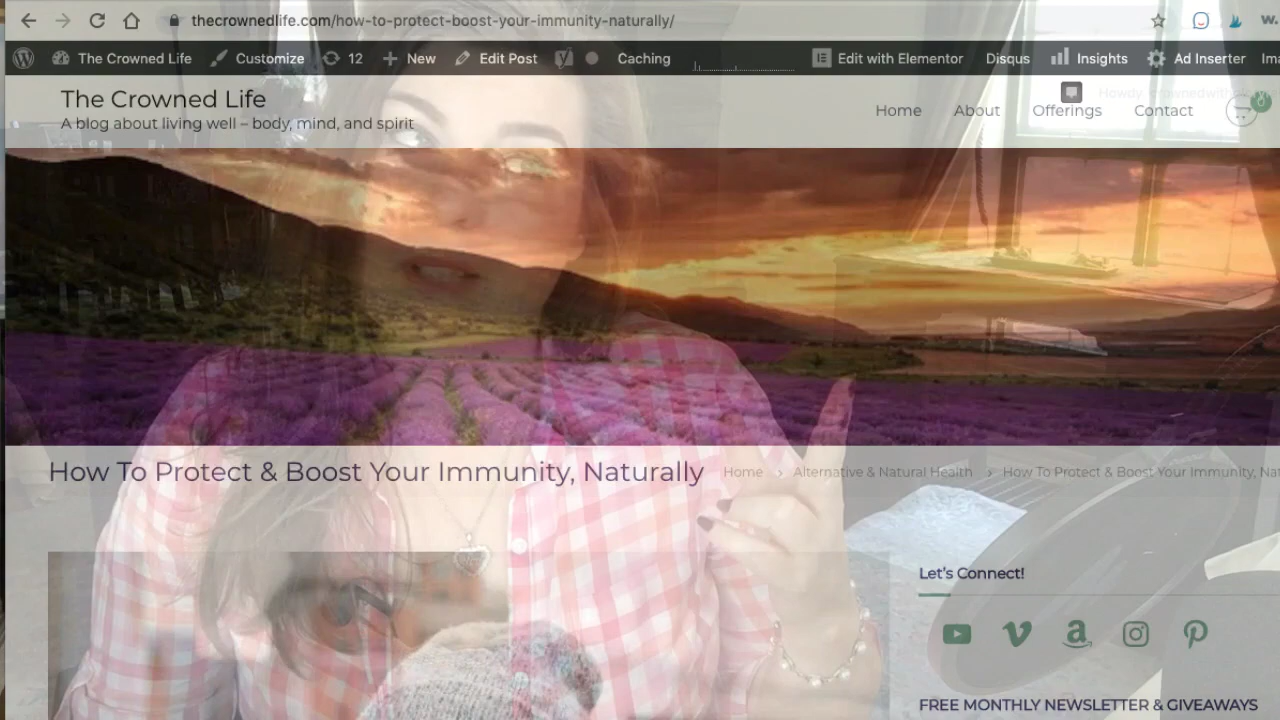 thecrownedlife.com/how-to-protect-boost-your-immunity-naturally/
The Crowned Life Customize 12 New Edit Post Caching Edit with Elementor Disqus Insights Ad Inserter Ima
The Crowned Life
A blog about living well – body, mind, and spirit
Home About Offerings Contact 0
How To Protect & Boost Your Immunity, Naturally
Home > Alternative & Natural Health > How To Protect & Boost Your Immunity, Nat
Let's Connect!
FREE MONTHLY NEWSLETTER & GIVEAWAYS